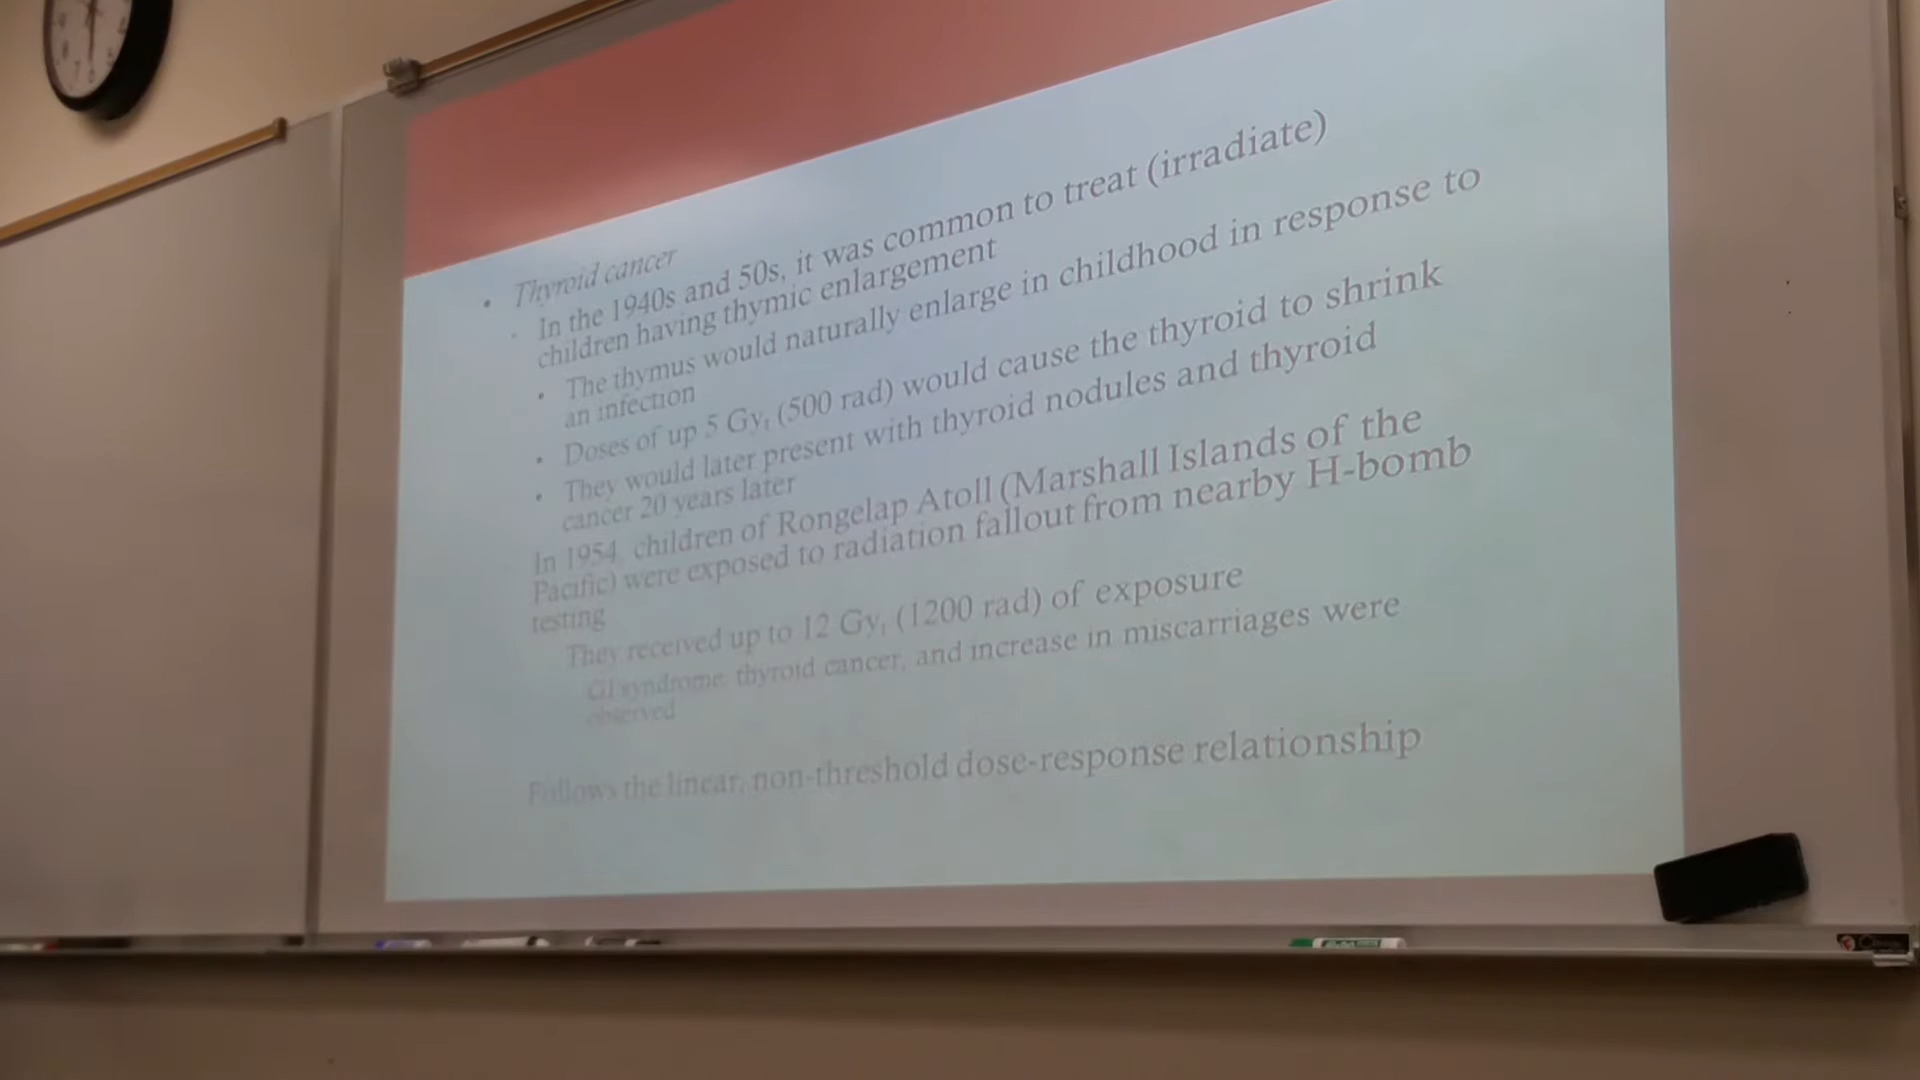 • Thyroid cancer
- In the 1940s and 50s, it was common to treat (irradiate)
children having thymic enlargement
• The thymus would naturally enlarge in childhood in response to
an infection
• Doses of up 5 Gyt (500 rad) would cause the thyroid to shrink
• They would later present with thyroid nodules and thyroid
cancer 20 years later
In 1954, children of Rongelap Atoll (Marshall Islands of the
Pacific) were exposed to radiation fallout from nearby H-bomb
testing
They received up to 12 Gyt (1200 rad) of exposure
GI syndrome, thyroid cancer, and increase in miscarriages were
observed
Follows the linear, non-threshold dose-response relationship